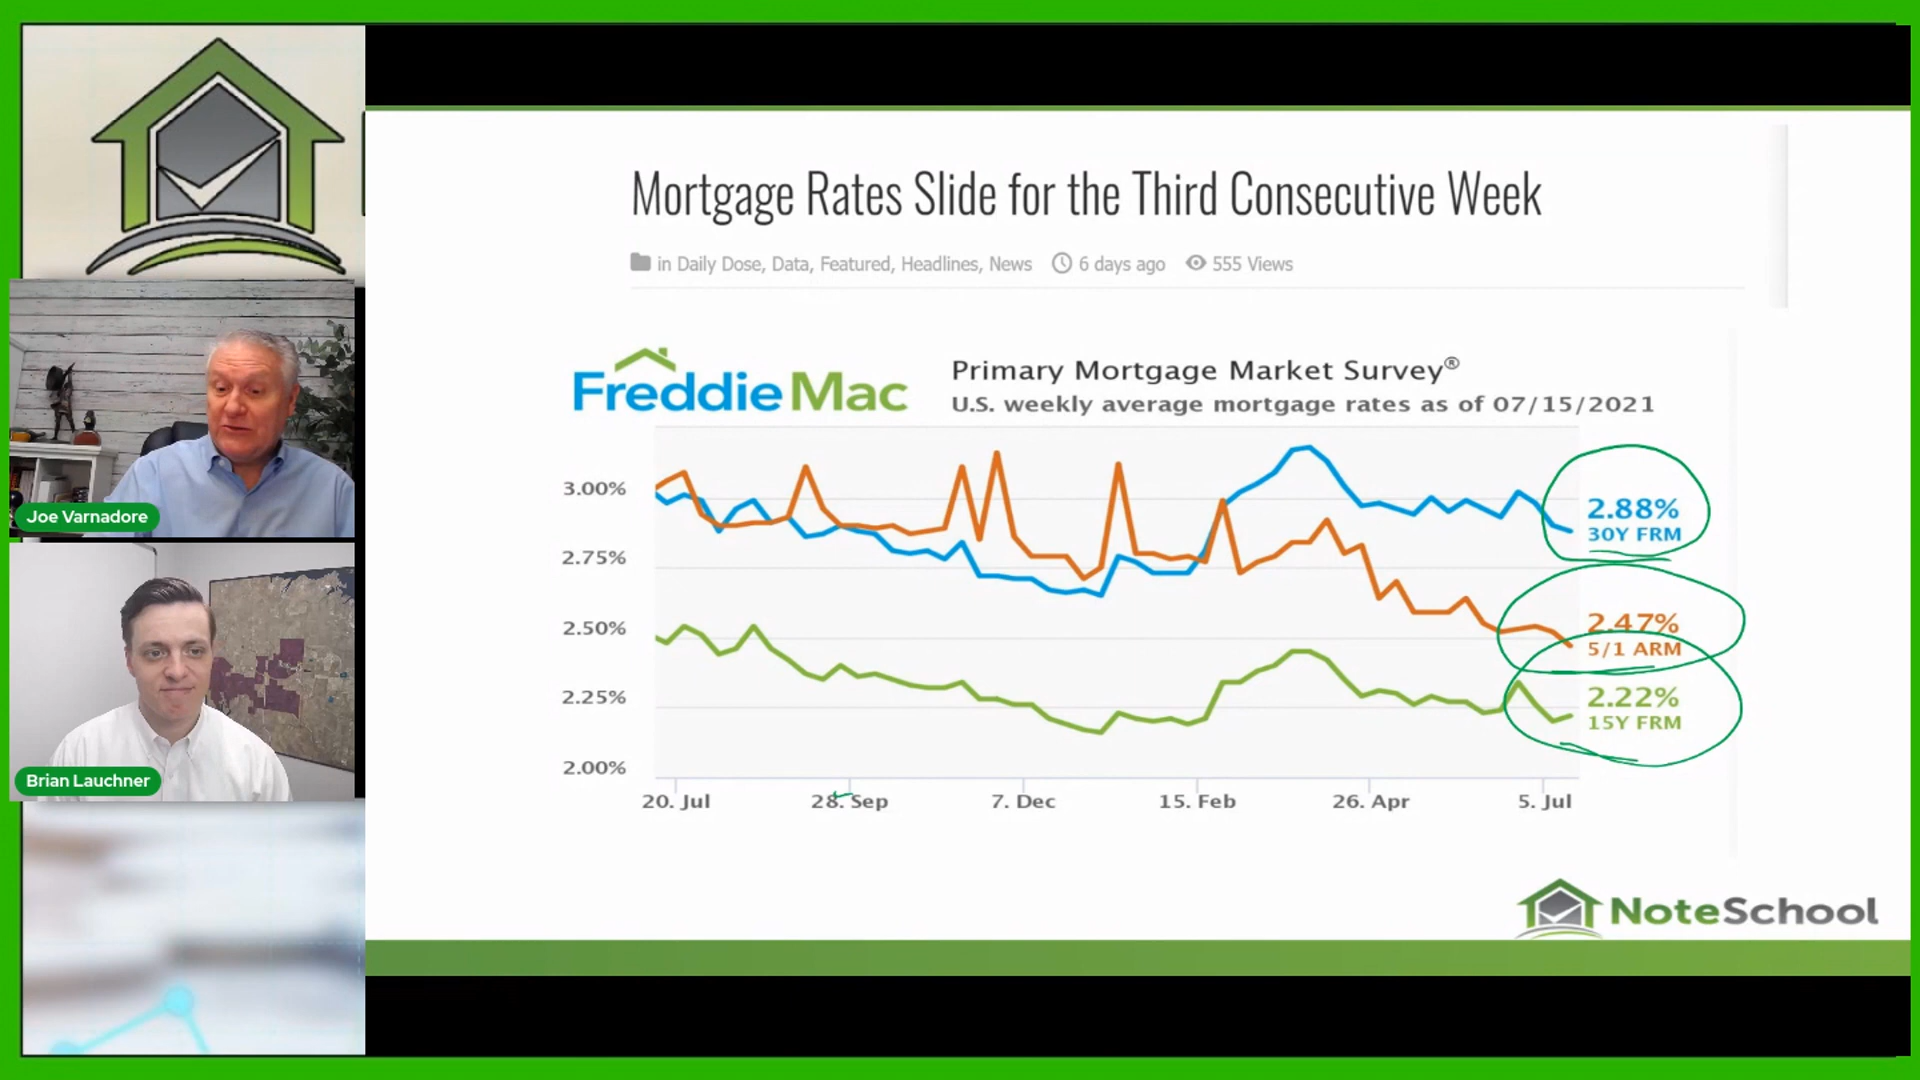 Mortgage Rates Slide for the Third Consecutive Week
in Daily Dose, Data, Featured, Headlines, News 6 days ago 555 Views
Freddie Mac
Primary Mortgage Market Survey®
U.S. weekly average mortgage rates as of 07/15/2021
3.00%
2.75%
2.50%
2.25%
2.00%
20. Jul 28. Sep 7. Dec 15. Feb 26. Apr 5. Jul
2.88%
30Y FRM
2.47%
5/1 ARM
2.22%
15Y FRM
Joe Varnadore
Brian Lauchner
NoteSchool